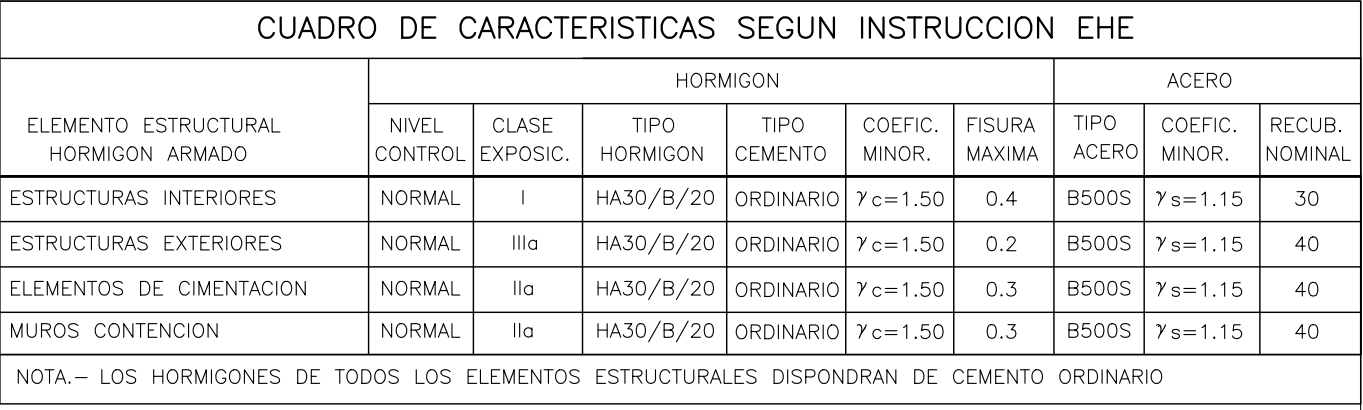 CUADRO DE CARACTERISTICAS SEGUN INSTRUCCION EHE
HORMIGON ACERO
ELEMENTO ESTRUCTURAL NIVEL CLASE TIPO TIPO COEFIC. FISURA TIPO COEFIC. RECUB.
HORMIGON ARMADO CONTROL EXPOSIC. HORMIGON CEMENTO MINOR. MAXIMA ACERO MINOR. NOMINAL
ESTRUCTURAS INTERIORES NORMAL I HA30/B/20 ORDINARIO γc=1.50 0.4 B500S γs=1.15 30
ESTRUCTURAS EXTERIORES NORMAL IIIa HA30/B/20 ORDINARIO γc=1.50 0.2 B500S γs=1.15 40
ELEMENTOS DE CIMENTACION NORMAL IIa HA30/B/20 ORDINARIO γc=1.50 0.3 B500S γs=1.15 40
MUROS CONTENCION NORMAL IIa HA30/B/20 ORDINARIO γc=1.50 0.3 B500S γs=1.15 40
NOTA.– LOS HORMIGONES DE TODOS LOS ELEMENTOS ESTRUCTURALES DISPONDRAN DE CEMENTO ORDINARIO